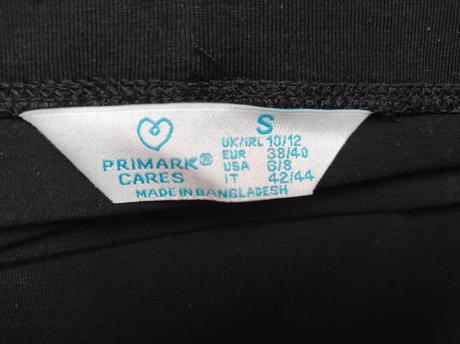 S
UK/IRL 10/12
EUR 38/40
USA 6/8
IT 42/44
PRIMARK®
CARES
MADE IN BANGLADESH